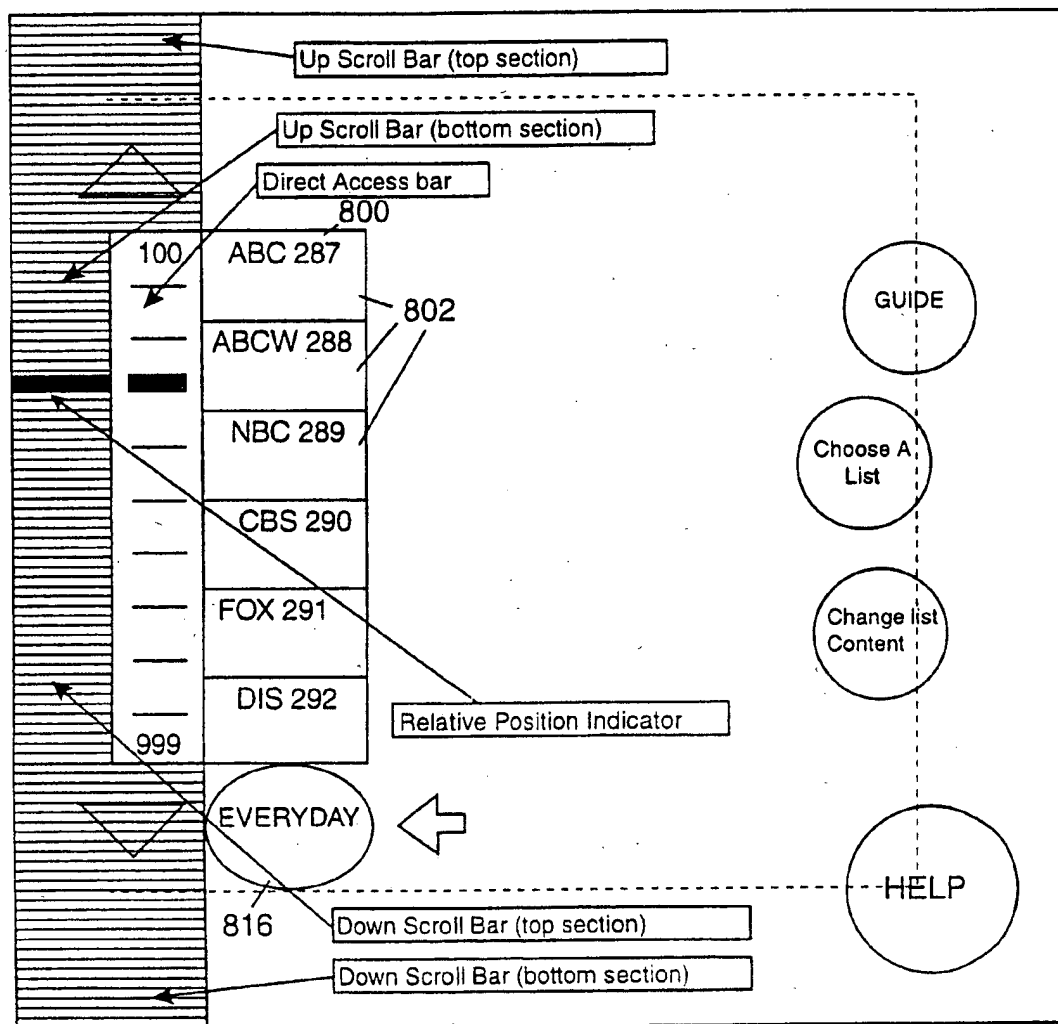 Up Scroll Bar (top section)
Up Scroll Bar (bottom section)
Direct Access bar
800
100
ABC 287
802
ABCW 288
NBC 289
CBS 290
FOX 291
DIS 292
999
GUIDE
Choose A
List
Change list
Content
Relative Position Indicator
EVERYDAY
HELP
816
Down Scroll Bar (top section)
Down Scroll Bar (bottom section)